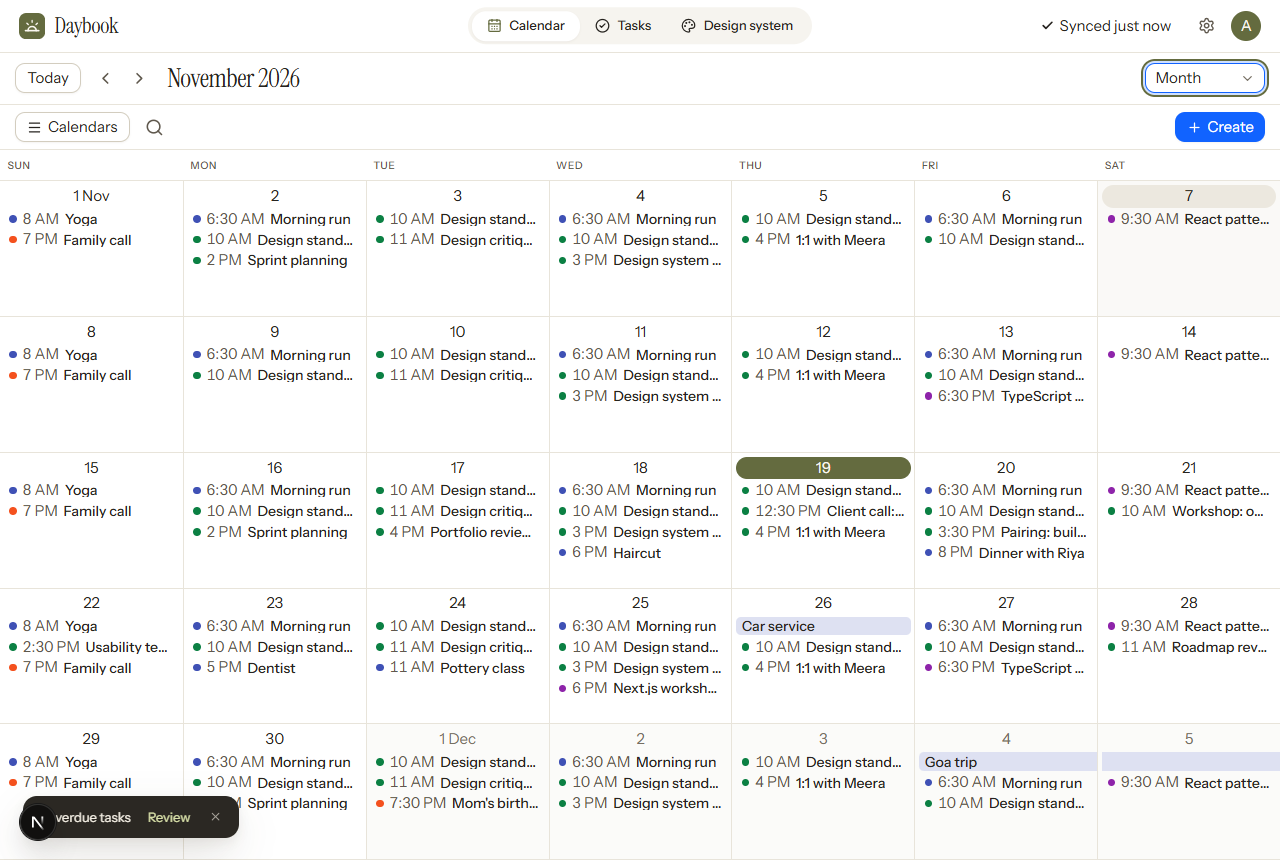 Daybook
Calendar Tasks Design system
Synced just now
A
Today
November 2026
Month
Calendars
+ Create
SUN MON TUE WED THU FRI SAT
1 Nov 2 3 4 5 6 7
8 AM Yoga
7 PM Family call
6:30 AM Morning run
10 AM Design stand...
2 PM Sprint planning
10 AM Design stand...
11 AM Design critiq...
6:30 AM Morning run
10 AM Design stand...
3 PM Design system ...
10 AM Design stand...
4 PM 1:1 with Meera
6:30 AM Morning run
10 AM Design stand...
9:30 AM React patte...
8 9 10 11 12 13 14
8 AM Yoga
7 PM Family call
6:30 AM Morning run
10 AM Design stand...
10 AM Design stand...
11 AM Design critiq...
6:30 AM Morning run
10 AM Design stand...
3 PM Design system ...
10 AM Design stand...
4 PM 1:1 with Meera
6:30 AM Morning run
10 AM Design stand...
6:30 PM TypeScript ...
9:30 AM React patte...
15 16 17 18 19 20 21
8 AM Yoga
7 PM Family call
6:30 AM Morning run
10 AM Design stand...
2 PM Sprint planning
10 AM Design stand...
11 AM Design critiq...
4 PM Portfolio revie...
6:30 AM Morning run
10 AM Design stand...
3 PM Design system ...
6 PM Haircut
10 AM Design stand...
12:30 PM Client call:...
4 PM 1:1 with Meera
6:30 AM Morning run
10 AM Design stand...
3:30 PM Pairing: buil...
8 PM Dinner with Riya
9:30 AM React patte...
10 AM Workshop: o...
22 23 24 25 26 27 28
8 AM Yoga
2:30 PM Usability te...
7 PM Family call
6:30 AM Morning run
10 AM Design stand...
5 PM Dentist
10 AM Design stand...
11 AM Design critiq...
11 AM Pottery class
6:30 AM Morning run
10 AM Design stand...
3 PM Design system ...
6 PM Next.js worksh...
Car service
10 AM Design stand...
4 PM 1:1 with Meera
6:30 AM Morning run
10 AM Design stand...
6:30 PM TypeScript ...
9:30 AM React patte...
11 AM Roadmap rev...
29 30 1 Dec 2 3 4 5
8 AM Yoga
7 PM Family call
6:30 AM Morning run
10 AM Design stand...
Sprint planning
10 AM Design stand...
11 AM Design critiq...
7:30 PM Mom's birth...
6:30 AM Morning run
10 AM Design stand...
3 PM Design system ...
10 AM Design stand...
4 PM 1:1 with Meera
Goa trip
6:30 AM Morning run
10 AM Design stand...
9:30 AM React patte...
N
verdue tasks Review